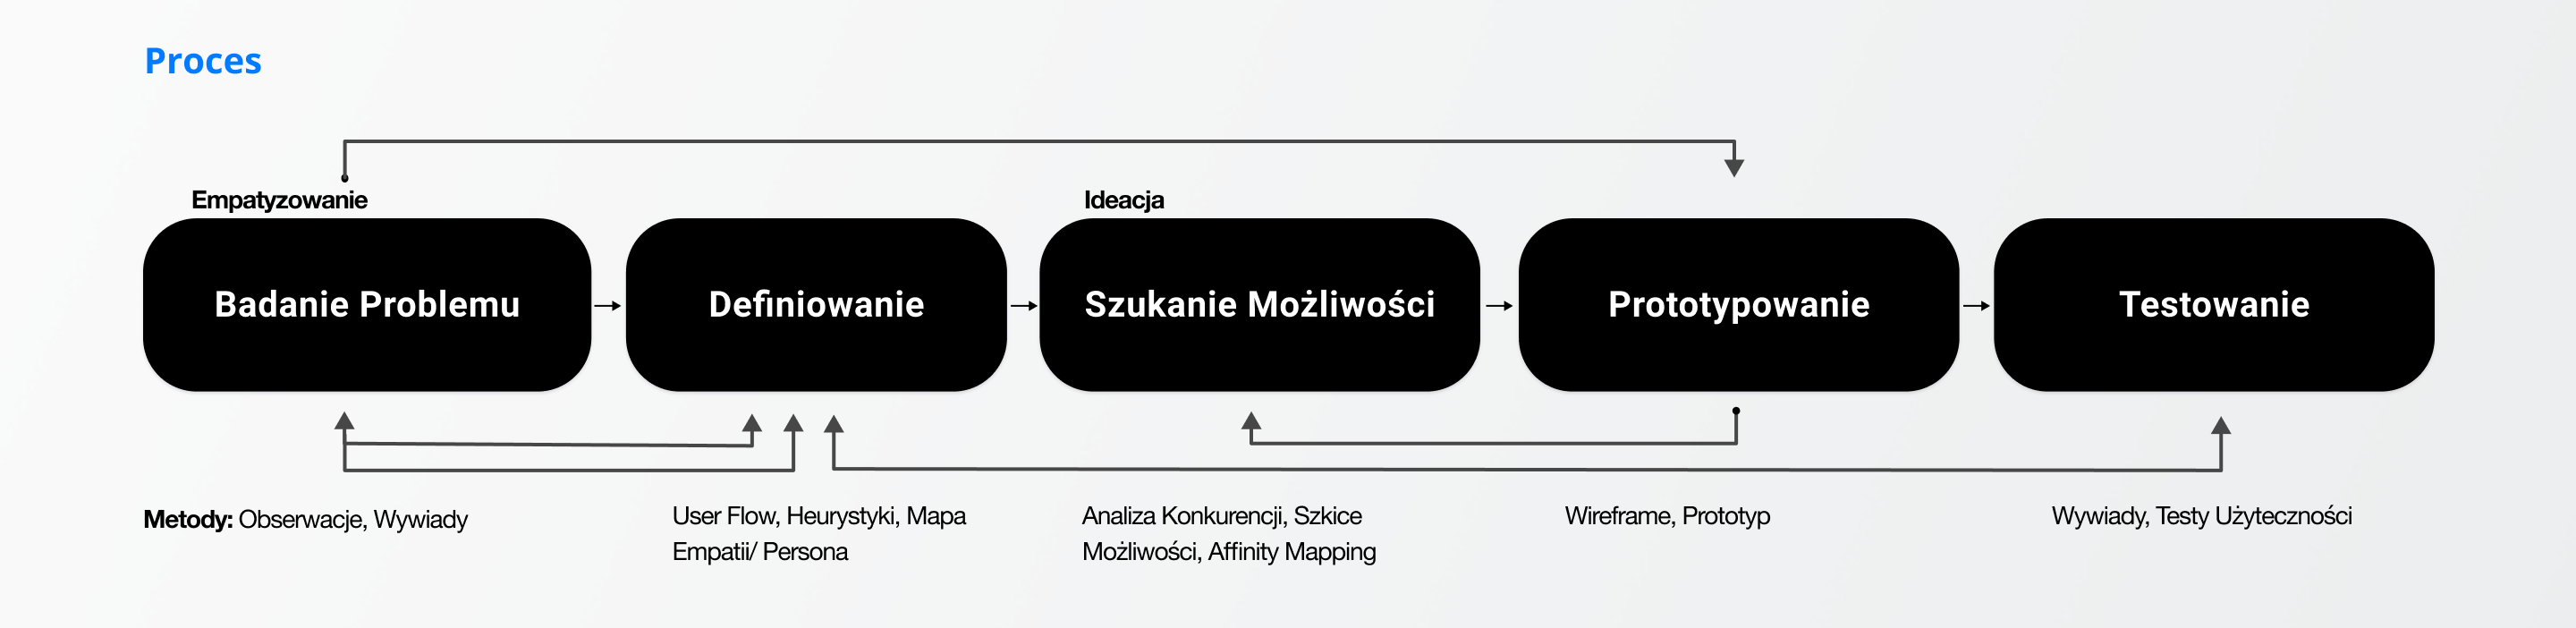 Proces
Empatyzowanie
Ideacja
Badanie Problemu
Definiowanie
Szukanie Możliwości
Prototypowanie
Testowanie
Metody: Obserwacje, Wywiady
User Flow, Heurystyki, Mapa
Empatii/ Persona
Analiza Konkurencji, Szkice
Możliwości, Affinity Mapping
Wireframe, Prototyp
Wywiady, Testy Użyteczności